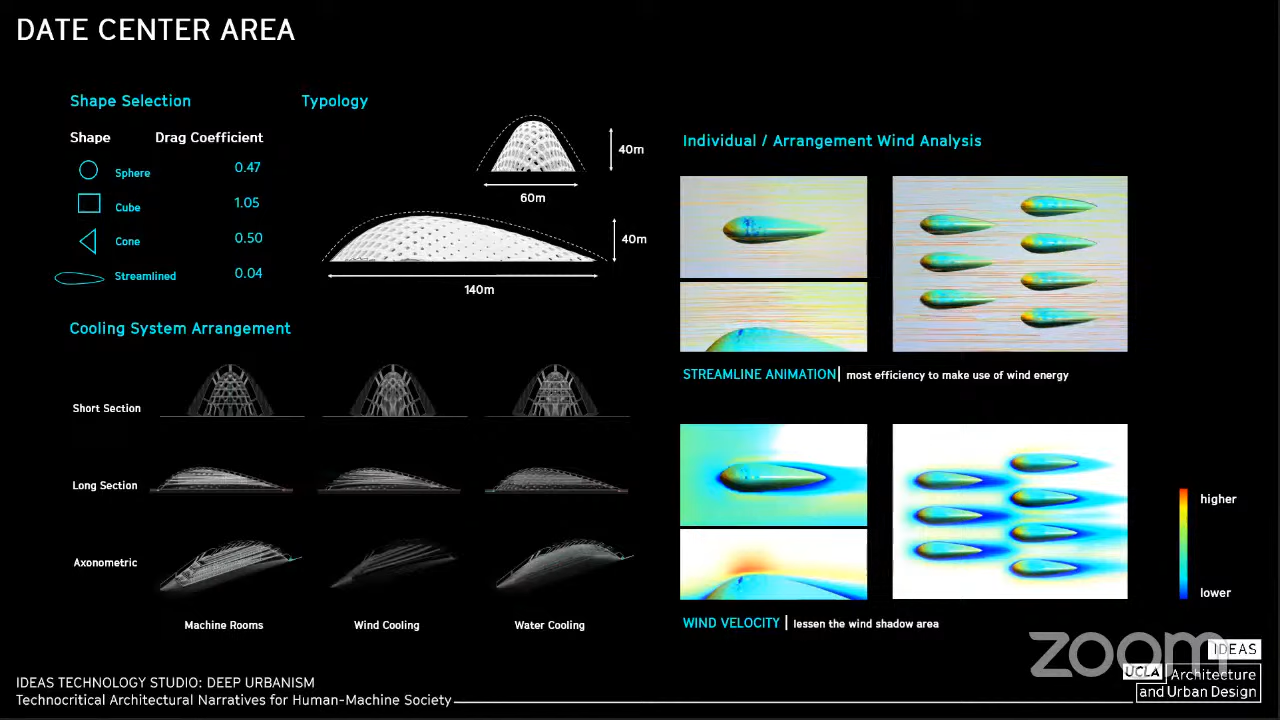 DATE CENTER AREA
Shape Selection
Shape Drag Coefficient
Sphere 0.47
Cube 1.05
Cone 0.50
Streamlined 0.04
Typology
40m
60m
40m
140m
Cooling System Arrangement
Short Section
Long Section
Axonometric
Machine Rooms Wind Cooling Water Cooling
Individual / Arrangement Wind Analysis
STREAMLINE ANIMATION | most efficiency to make use of wind energy
higher
lower
WIND VELOCITY | lessen the wind shadow area
zoom
IDEAS
UCLA Architecture
and Urban Design
IDEAS TECHNOLOGY STUDIO: DEEP URBANISM
Technocritical Architectural Narratives for Human-Machine Society